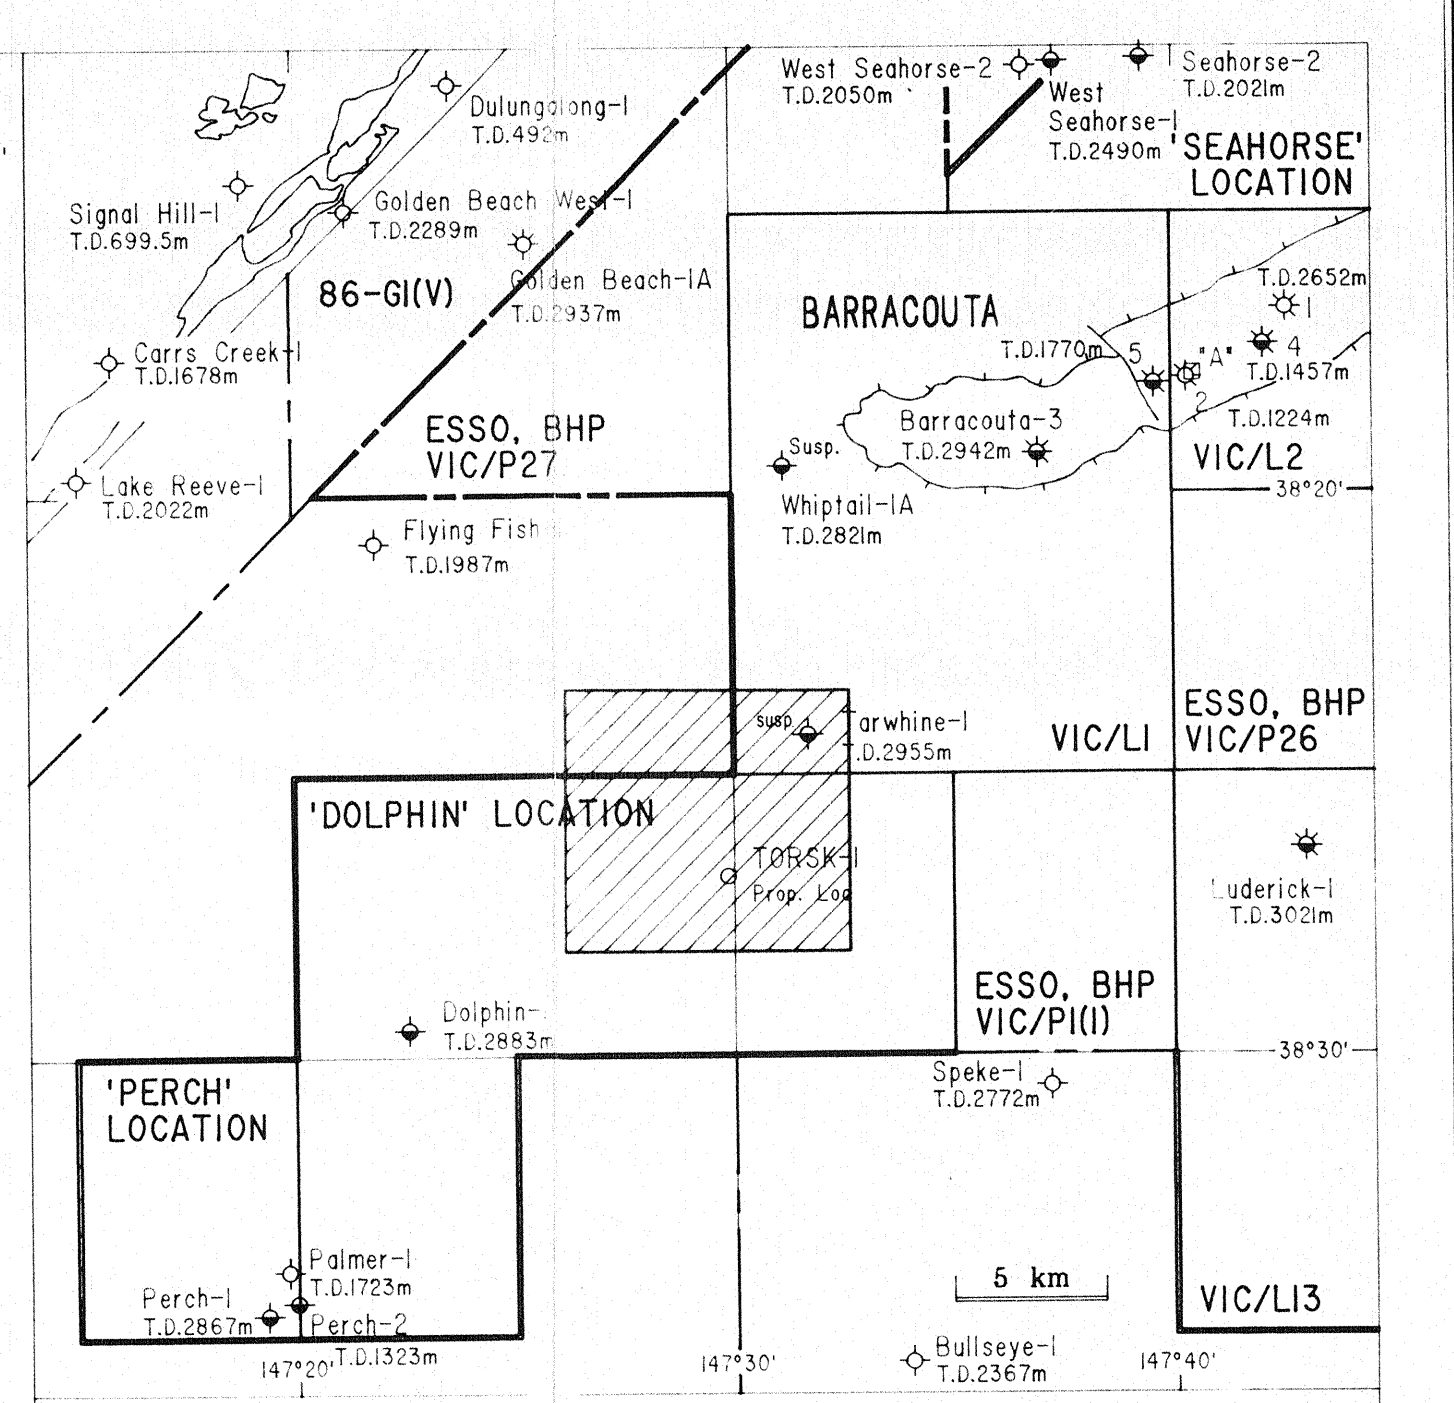 West Seahorse-2
T.D.2050m
Seahorse-2
T.D.2021m
West
Seahorse-1
T.D.2490m
'SEAHORSE'
LOCATION
Dulungalong-1
T.D.492m
Signal Hill-1
T.D.699.5m
Golden Beach West-1
T.D.2289m
Golden Beach-1A
T.D.2937m
86-G1(V)
Carrs Creek-1
T.D.1678m
Lake Reeve-1
T.D.2022m
ESSO, BHP
VIC/P27
Flying Fish
T.D.1987m
BARRACOUTA
T.D.2652m
1
T.D.1770m
5
"A"
4
T.D.1457m
2
T.D.1224m
Barracouta-3
T.D.2942m
VIC/L2
38°20'
Susp.
Whiptail-1A
T.D.2821m
susp
arwhine-1
T.D.2955m
VIC/L1
ESSO, BHP
VIC/P26
'DOLPHIN' LOCATION
TORSK-1
Prop. Loc
Luderick-1
T.D.3021m
Dolphin-
T.D.2883m
ESSO, BHP
VIC/P1(1)
38°30'
Speke-1
T.D.2772m
'PERCH'
LOCATION
Palmer-1
T.D.1723m
Perch-1
T.D.2867m
Perch-2
T.D.1323m
5 km
VIC/L13
Bullseye-1
T.D.2367m
147°20'
147°30'
147°40'